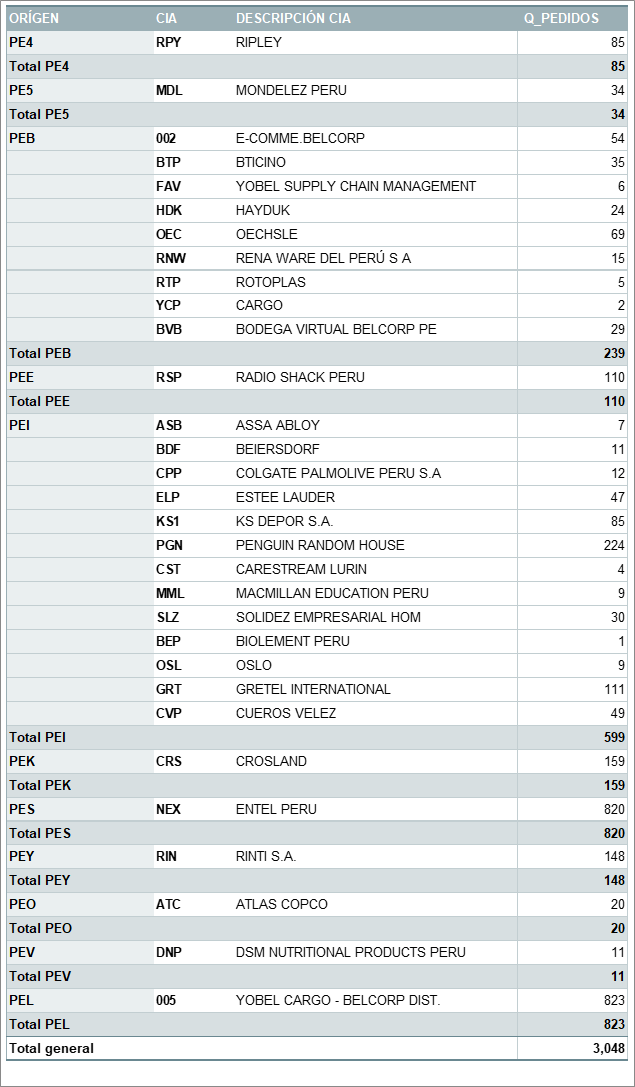 ORÍGEN CIA DESCRIPCIÓN CIA Q_PEDIDOS
PE4 RPY RIPLEY 85
Total PE4 85
PE5 MDL MONDELEZ PERU 34
Total PE5 34
PEB 002 E-COMME.BELCORP 54
BTP BTICINO 35
FAV YOBEL SUPPLY CHAIN MANAGEMENT 6
HDK HAYDUK 24
OEC OECHSLE 69
RNW RENA WARE DEL PERÚ S A 15
RTP ROTOPLAS 5
YCP CARGO 2
BVB BODEGA VIRTUAL BELCORP PE 29
Total PEB 239
PEE RSP RADIO SHACK PERU 110
Total PEE 110
PEI ASB ASSA ABLOY 7
BDF BEIERSDORF 11
CPP COLGATE PALMOLIVE PERU S.A 12
ELP ESTEE LAUDER 47
KS1 KS DEPOR S.A. 85
PGN PENGUIN RANDOM HOUSE 224
CST CARESTREAM LURIN 4
MML MACMILLAN EDUCATION PERU 9
SLZ SOLIDEZ EMPRESARIAL HOM 30
BEP BIOLEMENT PERU 1
OSL OSLO 9
GRT GRETEL INTERNATIONAL 111
CVP CUEROS VELEZ 49
Total PEI 599
PEK CRS CROSLAND 159
Total PEK 159
PES NEX ENTEL PERU 820
Total PES 820
PEY RIN RINTI S.A. 148
Total PEY 148
PEO ATC ATLAS COPCO 20
Total PEO 20
PEV DNP DSM NUTRITIONAL PRODUCTS PERU 11
Total PEV 11
PEL 005 YOBEL CARGO - BELCORP DIST. 823
Total PEL 823
Total general 3,048